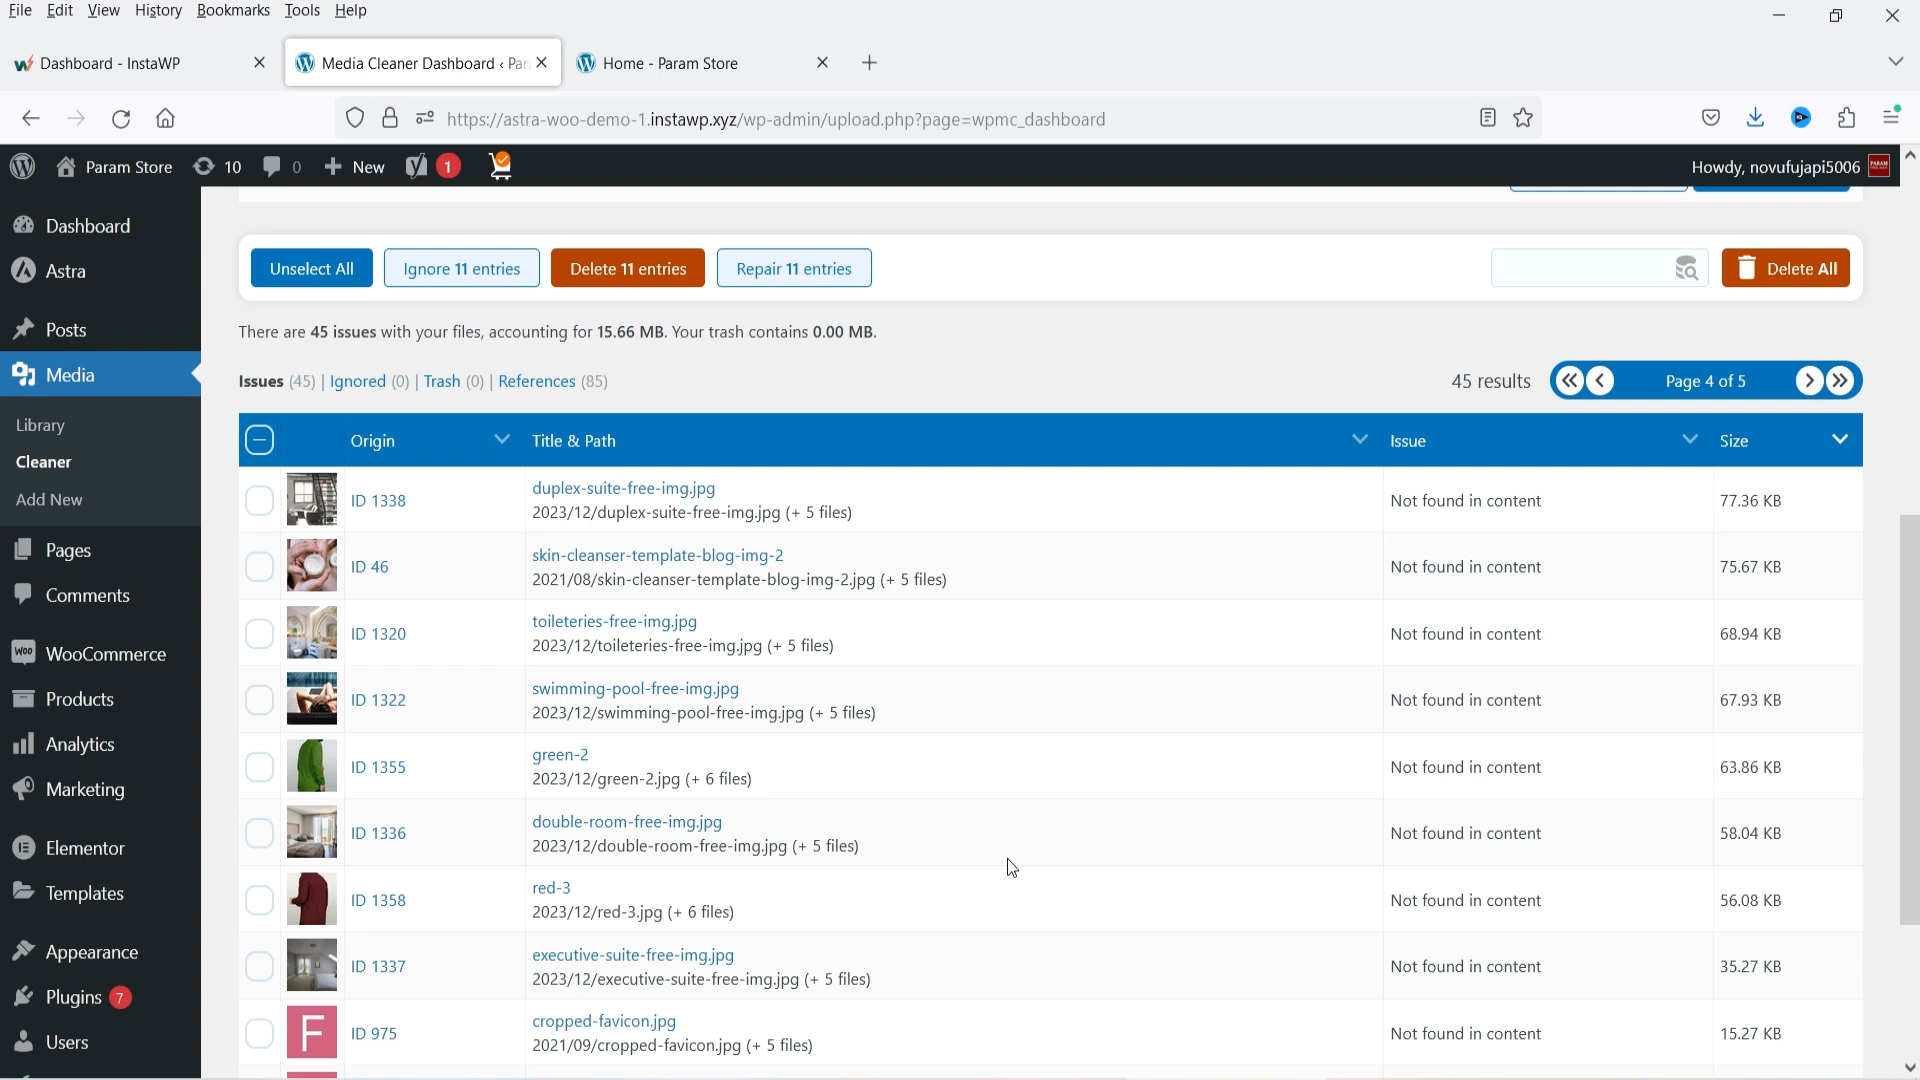 File Edit View History Bookmarks Tools Help
Dashboard - InstaWP
Media Cleaner Dashboard ‹ Par
Home - Param Store
https://astra-woo-demo-1.instawp.xyz/wp-admin/upload.php?page=wpmc_dashboard
Param Store 10 0 New 1
Howdy, novufujapi5006
Dashboard
Astra
Posts
Media
Library
Cleaner
Add New
Pages
Comments
WooCommerce
Products
Analytics
Marketing
Elementor
Templates
Appearance
Plugins 7
Users
Unselect All Ignore 11 entries Delete 11 entries Repair 11 entries Delete All
There are 45 issues with your files, accounting for 15.66 MB. Your trash contains 0.00 MB.
Issues (45) | Ignored (0) | Trash (0) | References (85)
45 results Page 4 of 5
Origin Title & Path Issue Size
duplex-suite-free-img.jpg
ID 1338 2023/12/duplex-suite-free-img.jpg (+ 5 files) Not found in content 77.36 KB
skin-cleanser-template-blog-img-2
ID 46 2021/08/skin-cleanser-template-blog-img-2.jpg (+ 5 files) Not found in content 75.67 KB
toileteries-free-img.jpg
ID 1320 2023/12/toileteries-free-img.jpg (+ 5 files) Not found in content 68.94 KB
swimming-pool-free-img.jpg
ID 1322 2023/12/swimming-pool-free-img.jpg (+ 5 files) Not found in content 67.93 KB
green-2
ID 1355 2023/12/green-2.jpg (+ 6 files) Not found in content 63.86 KB
double-room-free-img.jpg
ID 1336 2023/12/double-room-free-img.jpg (+ 5 files) Not found in content 58.04 KB
red-3
ID 1358 2023/12/red-3.jpg (+ 6 files) Not found in content 56.08 KB
executive-suite-free-img.jpg
ID 1337 2023/12/executive-suite-free-img.jpg (+ 5 files) Not found in content 35.27 KB
cropped-favicon.jpg
F ID 975 2021/09/cropped-favicon.jpg (+ 5 files) Not found in content 15.27 KB